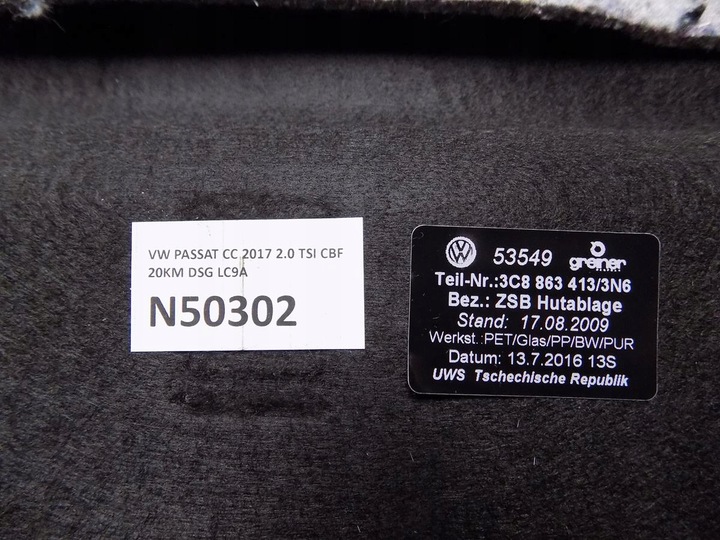 VW PASSAT CC 2017 2.0 TSI CBF
20KM DSG LC9A
N50302
53549 greiner
Teil-Nr.:3C8 863 413/3N6
Bez.: ZSB Hutablage
Stand: 17.08.2009
Werkst.:PET/Glas/PP/BW/PUR
Datum: 13.7.2016 13S
UWS Tschechische Republik